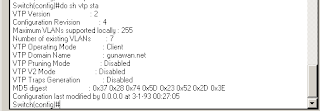 Switch(config)#do sh vtp sta
VTP Version : 2
Configuration Revision : 4
Maximum VLANs supported locally : 255
Number of existing VLANs : 7
VTP Operating Mode : Client
VTP Domain Name : gunawan.net
VTP Pruning Mode : Disabled
VTP V2 Mode : Disabled
VTP Traps Generation : Disabled
MD5 digest : 0x37 0x28 0x74 0x5D 0x23 0x52 0x2D 0x3E
Configuration last modified by 0.0.0.0 at 3-1-93 00:27:05
Switch(config)#